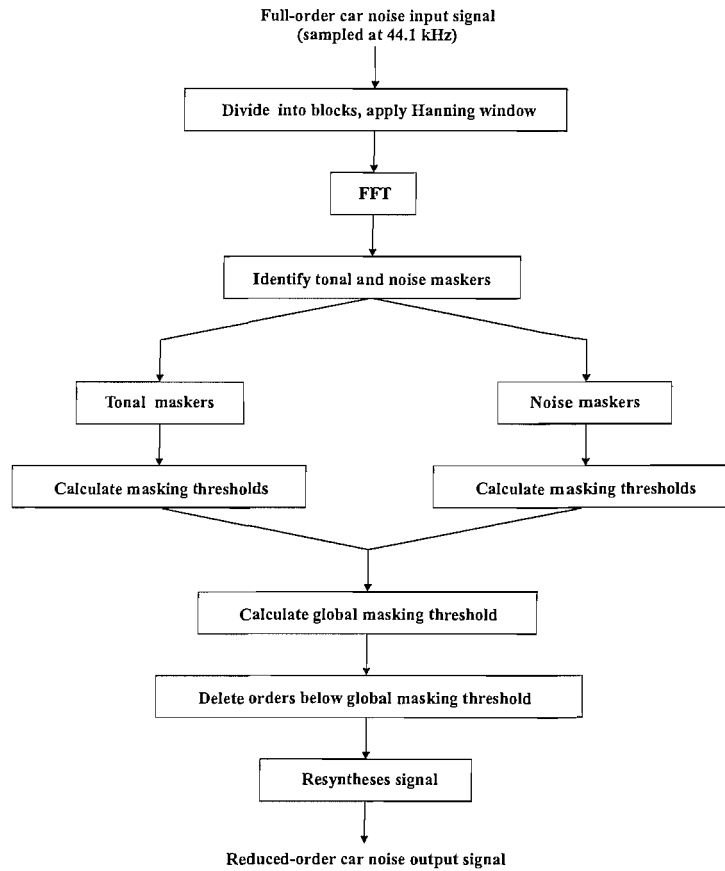 Full-order car noise input signal
(sampled at 44.1 kHz)
Divide into blocks, apply Hanning window
FFT
Identify tonal and noise maskers
Tonal maskers
Noise maskers
Calculate masking thresholds
Calculate masking thresholds
Calculate global masking threshold
Delete orders below global masking threshold
Resyntheses signal
Reduced-order car noise output signal